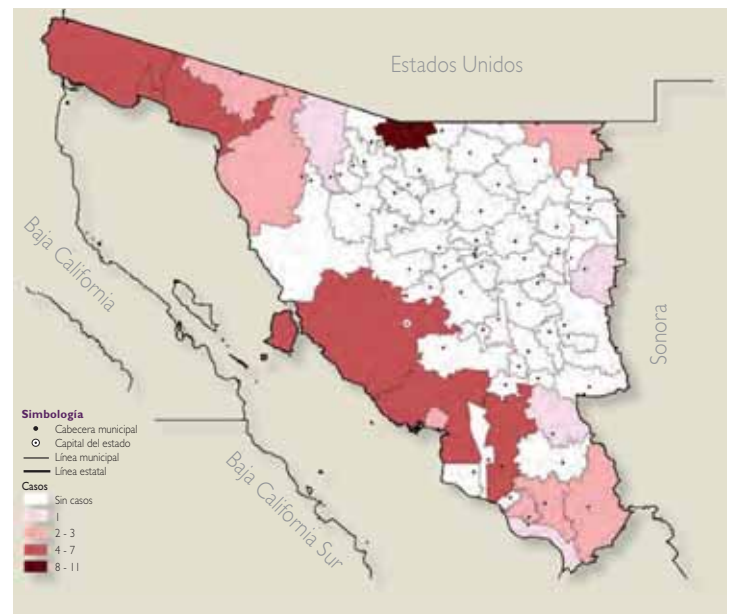 Estados Unidos
Baja California
Sonora
Baja California Sur
Simbología
Cabecera municipal
Capital del estado
Línea municipal
Línea estatal
Casos
Sin casos
1
2 - 3
4 - 7
8 - 11